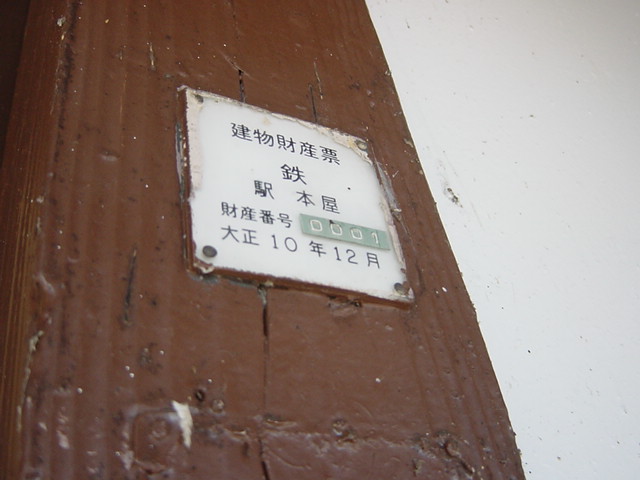 建物財産票
鉄
駅 本屋
財産番号 0001
大正10年12月